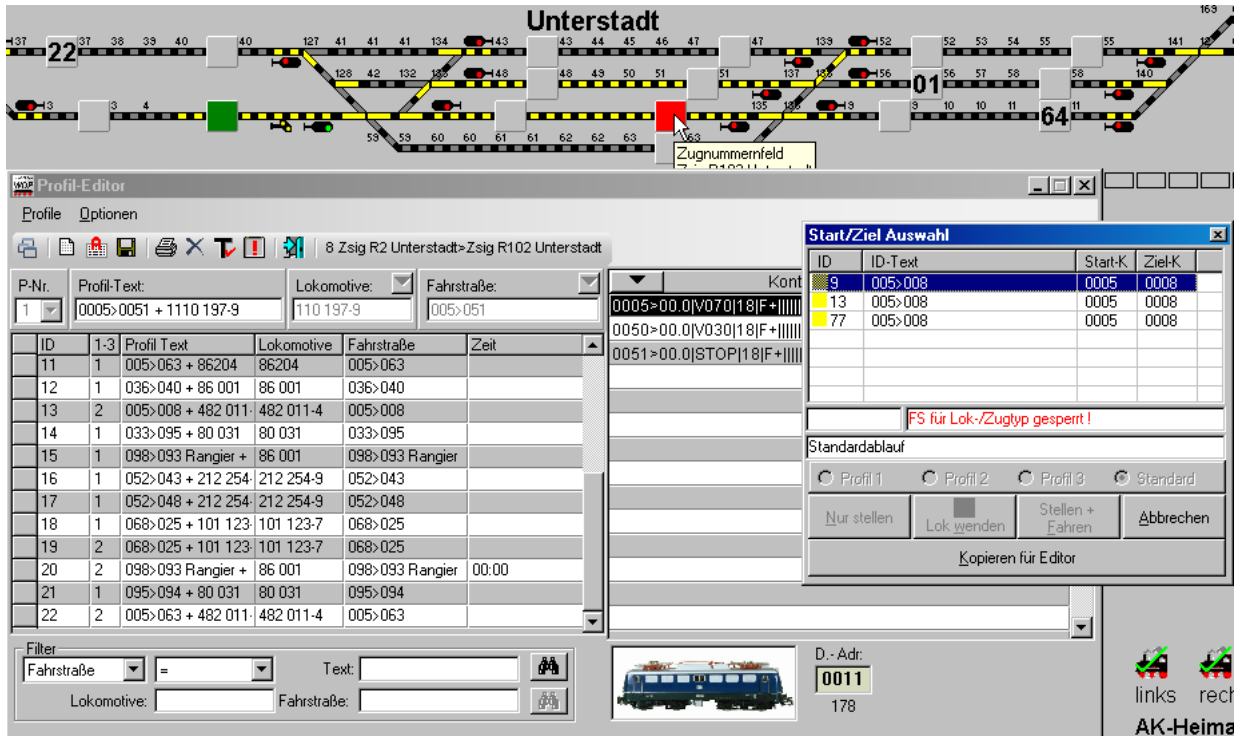 Unterstadt
169
37 22 37 38 39 40 40 127 41 41 41 134 43 43 44 45 46 47 47 139 52 52 53 54 55 55 141
128 42 132 48 48 49 50 51 51 137 56 01 56 57 58 58 140
13 3 4 135 9 9 10 10 11 64 11
59 59 60 60 61 61 62 62 63 63
Zugnummernfeld
Profil-Editor
Profile Optionen
8 Zsig R2 Unterstadt>Zsig R102 Unterstadt
P-Nr. Profil-Text: Lokomotive: Fahrstraße:
1 0005>0051 + 1110 197-9 110 197-9 005>051
ID 1-3 Profil Text Lokomotive Fahrstraße Zeit
11 1 005>063 + 86204 86204 005>063
12 1 036>040 + 86 001 86 001 036>040
13 2 005>008 + 482 011- 482 011-4 005>008
14 1 033>095 + 80 031 80 031 033>095
15 1 098>093 Rangier + 86 001 098>093 Rangier
16 1 052>043 + 212 254- 212 254-9 052>043
17 1 052>048 + 212 254- 212 254-9 052>048
18 1 068>025 + 101 123- 101 123-7 068>025
19 2 068>025 + 101 123- 101 123-7 068>025
20 2 098>093 Rangier + 86 001 098>093 Rangier 00:00
21 1 095>094 + 80 031 80 031 095>094
22 2 005>063 + 482 011- 482 011-4 005>063
Kont
0005>00.0|V070|18|F+||||||
0050>00.0|V030|18|F+||||||
0051>00.0|STOP|18|F+|||||
Start/Ziel Auswahl
ID ID-Text Start-K Ziel-K
9 005>008 0005 0008
13 005>008 0005 0008
77 005>008 0005 0008
FS für Lok-/Zugtyp gesperrt !
Standardablauf
Profil 1 Profil 2 Profil 3 Standard
Nur stellen Lok wenden Stellen + Fahren Abbrechen
Kopieren für Editor
Filter
Fahrstraße = Text:
Lokomotive: Fahrstraße:
D.- Adr:
0011
178
links rech
AK-Heima